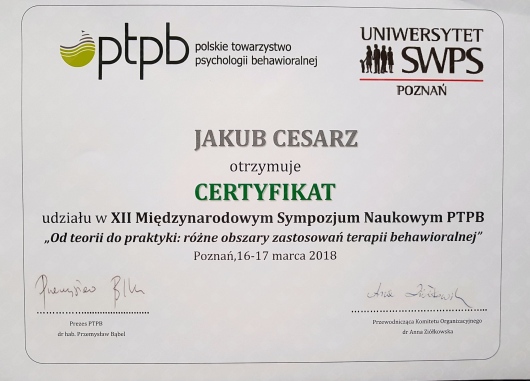 ptpb
polskie towarzystwo
psychologii behawioralnej
UNIWERSYTET
SWPS
POZNAŃ
JAKUB CESARZ
otrzymuje
CERTYFIKAT
udziału w XII Międzynarodowym Sympozjum Naukowym PTPB
„Od teorii do praktyki: różne obszary zastosowań terapii behawioralnej”
Poznań,16-17 marca 2018
Prezes PTPB
dr hab. Przemysław Bąbel
Przewodnicząca Komitetu Organizacyjnego
dr Anna Ziółkowska